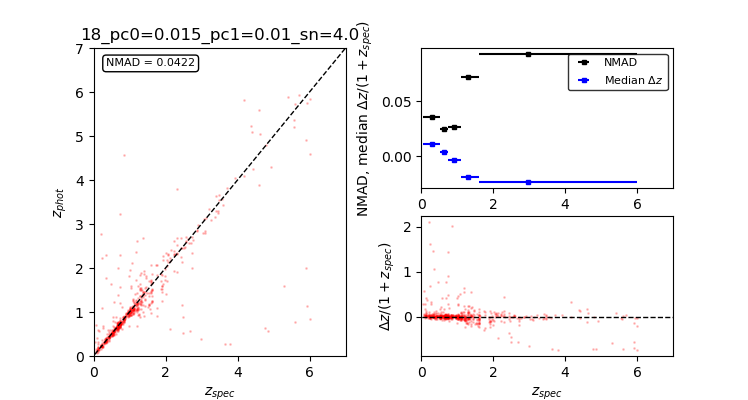 18_pc0=0.015_pc1=0.01_sn=4.0
NMAD = 0.0422
z_phot
7
6
5
4
3
2
1
0
0 2 4 6
z_spec
NMAD, median Δz/(1 + z_spec)
NMAD
Median Δz
0.05
0.00
0 2 4 6
Δz/(1 + z_spec)
2
1
0
0 2 4 6
z_spec